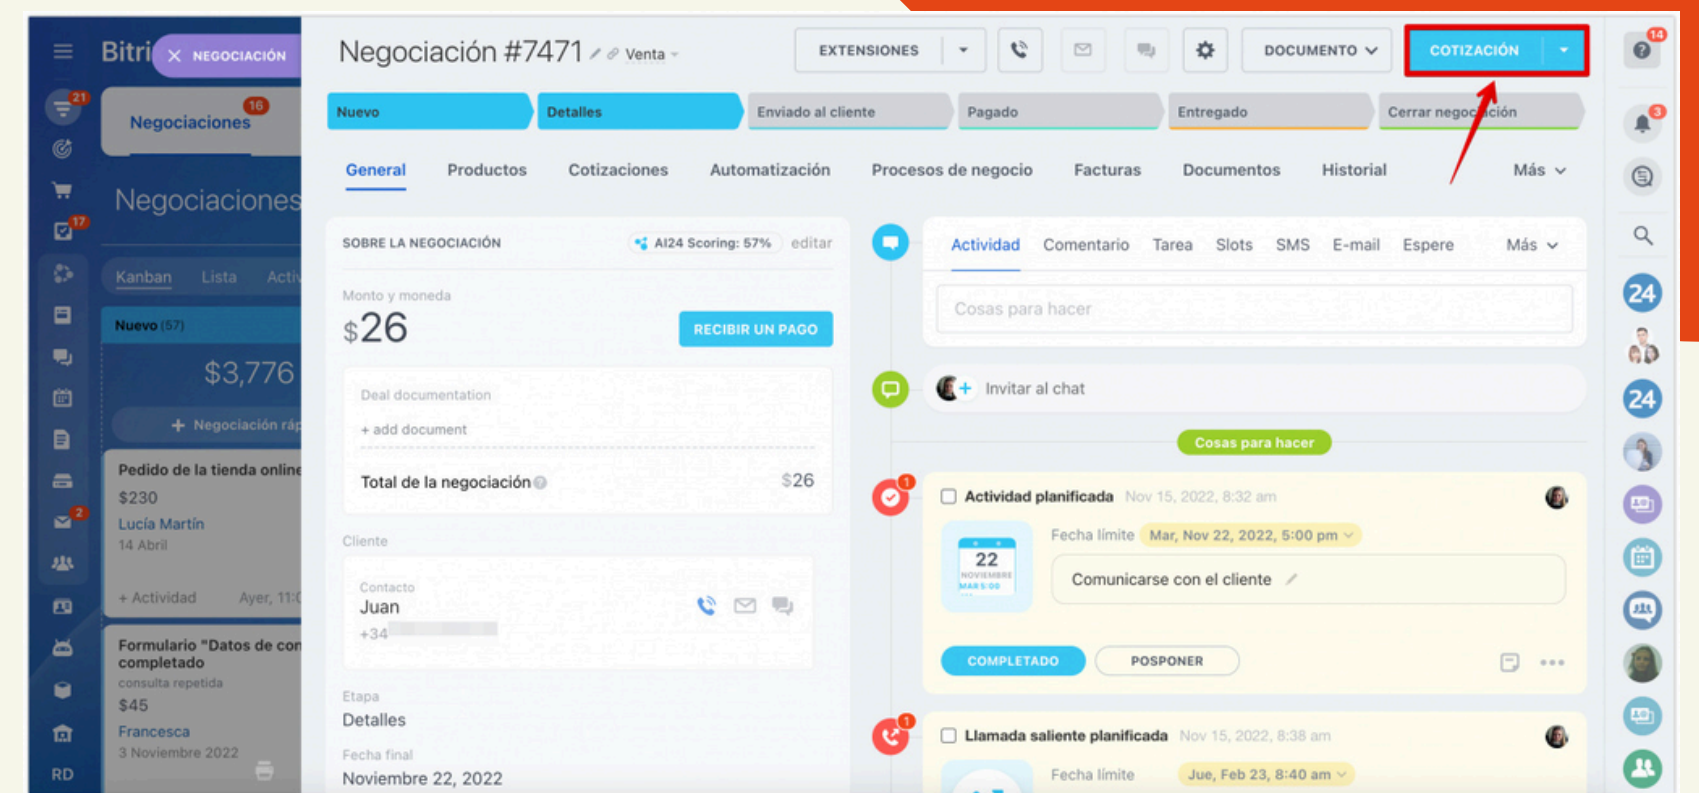 Bitri
NEGOCIACIÓN
Negociación #7471
Venta
EXTENSIONES
DOCUMENTO
COTIZACIÓN
14
21
16
Negociaciones
Nuevo
Detalles
Enviado al cliente
Pagado
Entregado
Cerrar negociación
3
General
Productos
Cotizaciones
Automatización
Procesos de negocio
Facturas
Documentos
Historial
Más
Negociaciones
17
Kanban
Lista
Nuevo (57)
$3,776
+ Negociación ráp
Pedido de la tienda online
$230
Lucía Martín
14 Abril
+ Actividad
Ayer, 11:0
2
Formulario "Datos de con
completado
consulta repetida
$45
Francesca
3 Noviembre 2022
RD
SOBRE LA NEGOCIACIÓN
AI24 Scoring: 57%
editar
Monto y moneda
$26
RECIBIR UN PAGO
Deal documentation
+ add document
Total de la negociación
$26
Cliente
Contacto
Juan
+34
Etapa
Detalles
Fecha final
Noviembre 22, 2022
Actividad
Comentario
Tarea
Slots
SMS
E-mail
Espere
Más
Cosas para hacer
Invitar al chat
Cosas para hacer
1
Actividad planificada
Nov 15, 2022, 8:32 am
Fecha límite
Mar, Nov 22, 2022, 5:00 pm
22
NOVIEMBRE
MAR 5:00
Comunicarse con el cliente
COMPLETADO
POSPONER
1
Llamada saliente planificada
Nov 15, 2022, 8:38 am
Fecha límite
Jue, Feb 23, 8:40 am
24
24